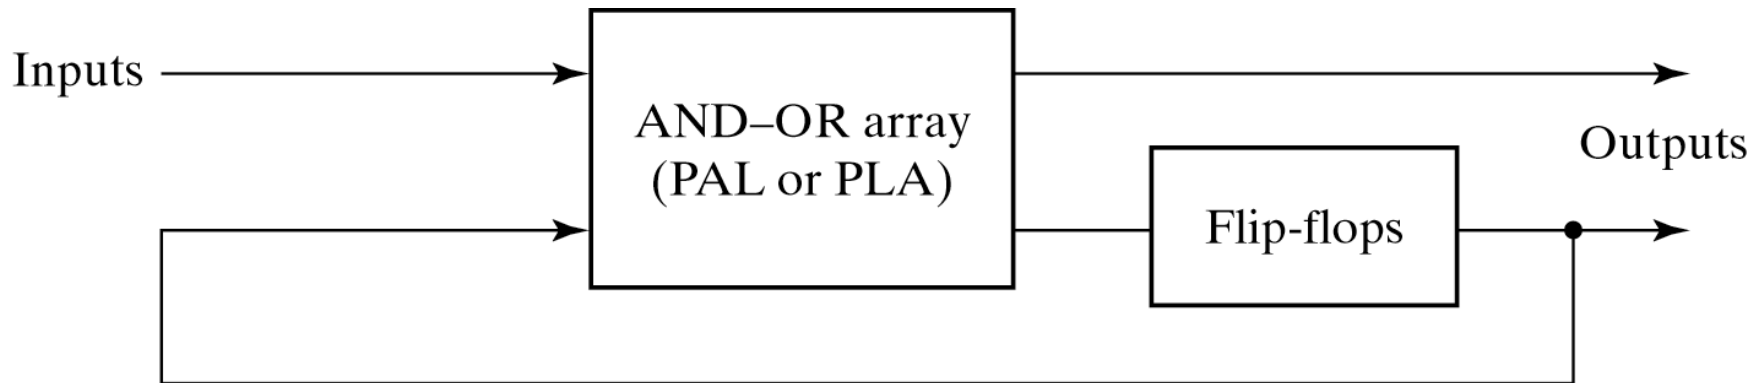 Inputs
AND–OR array
(PAL or PLA)
Outputs
Flip-flops